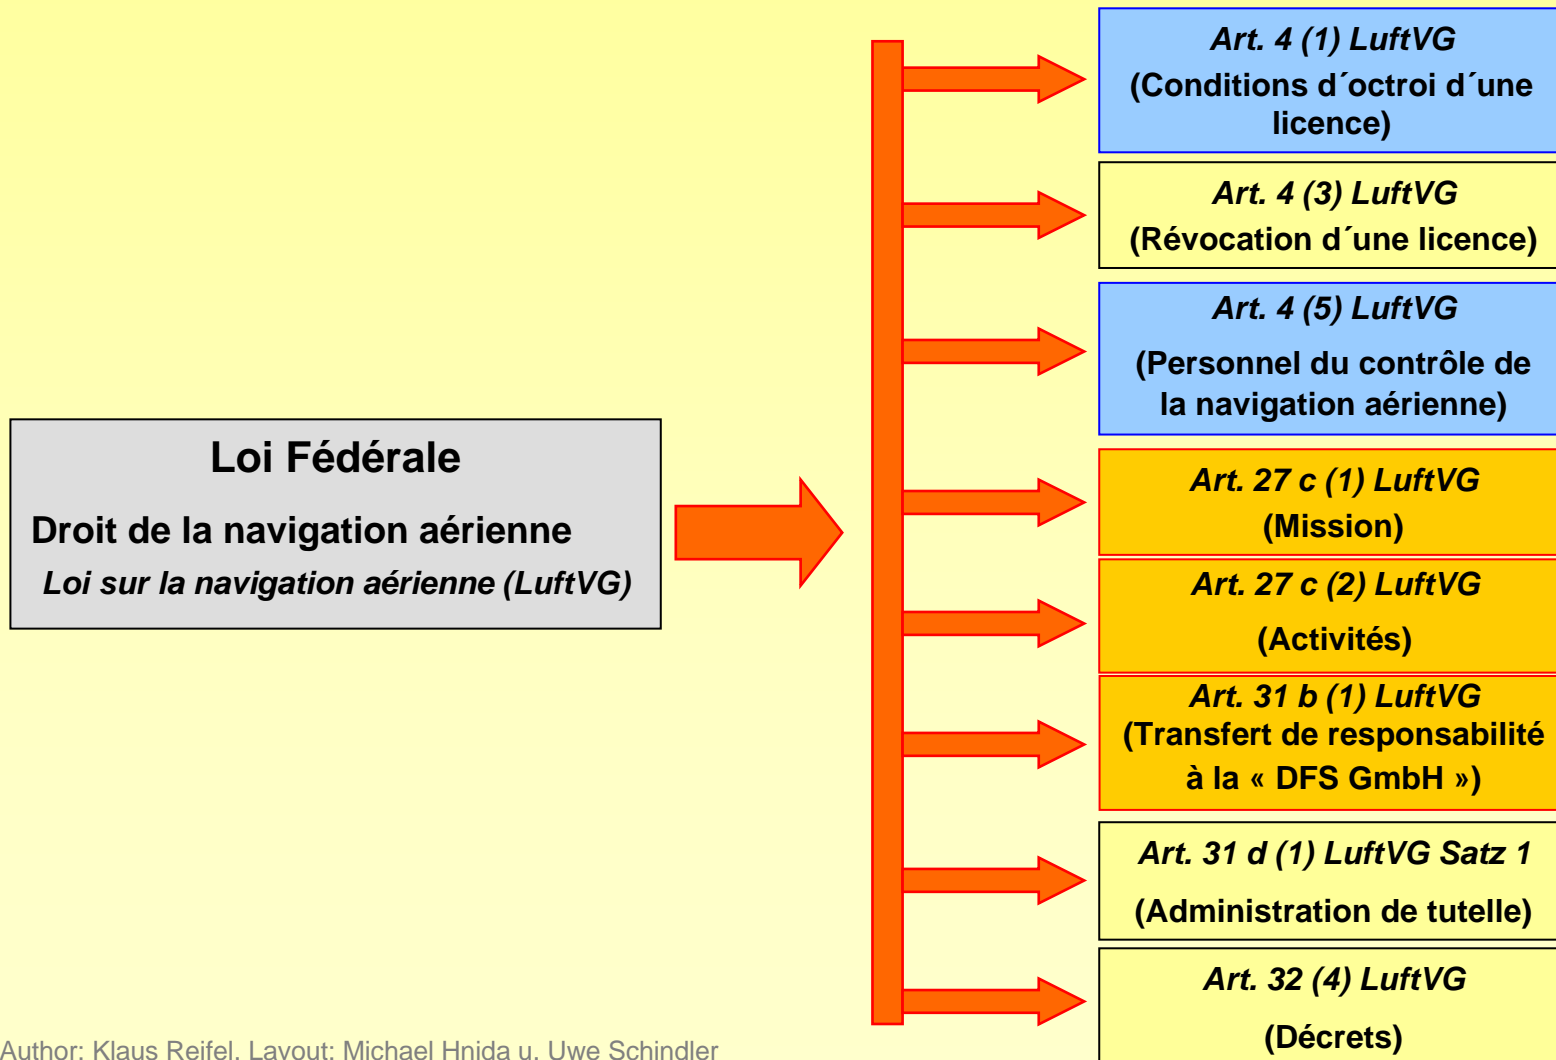 Loi Fédérale
Droit de la navigation aérienne
Loi sur la navigation aérienne (LuftVG)
Art. 4 (1) LuftVG
(Conditions d´octroi d´une
licence)
Art. 4 (3) LuftVG
(Révocation d´une licence)
Art. 4 (5) LuftVG
(Personnel du contrôle de
la navigation aérienne)
Art. 27 c (1) LuftVG
(Mission)
Art. 27 c (2) LuftVG
(Activités)
Art. 31 b (1) LuftVG
(Transfert de responsabilité
à la « DFS GmbH »)
Art. 31 d (1) LuftVG Satz 1
(Administration de tutelle)
Art. 32 (4) LuftVG
(Décrets)
Author: Klaus Reifel, Layout: Michael Hnida u. Uwe Schindler